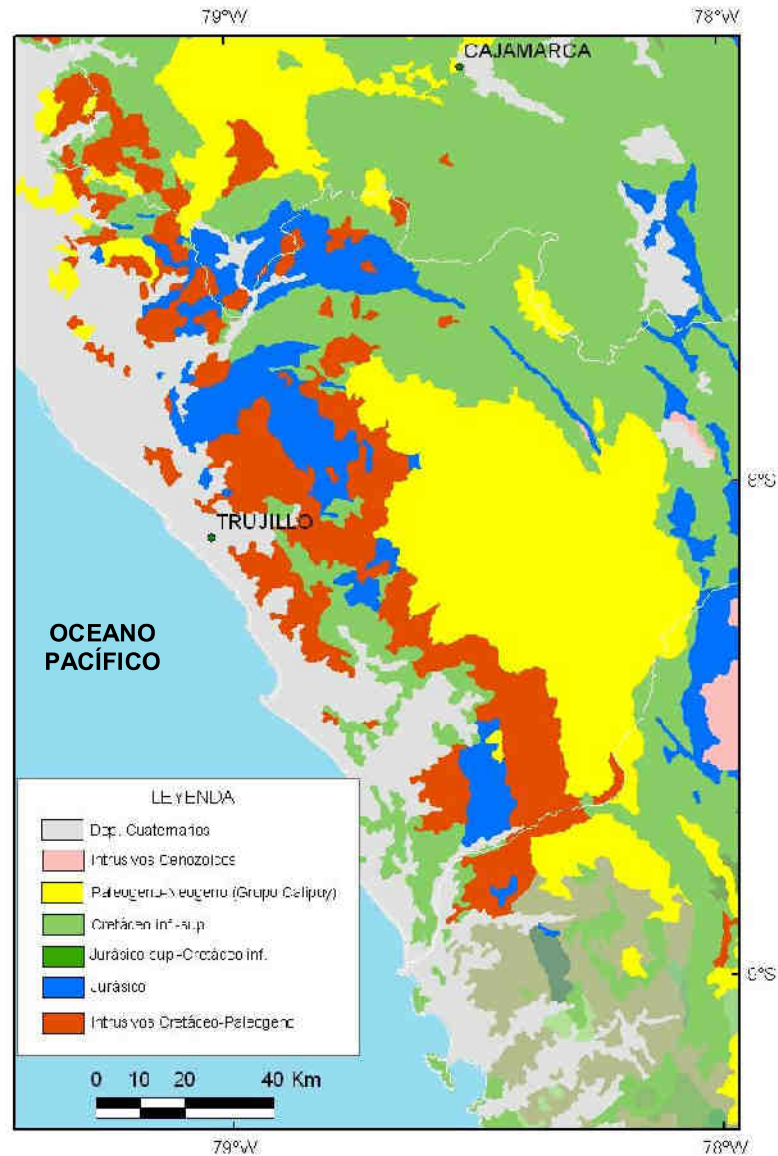 79°W 78°W
CAJAMARCA
8°S
TRUJILLO
OCEANO
PACÍFICO
LEYENDA
Dep. Cuaternarios
Intrusivos Cenozoicos
Paleogeno-Neogeno (Grupo Calipuy)
Cretáceo inf.-sup.
Jurásico sup.-Cretáceo inf.
Jurásico
Intrusivos Cretáceo-Paleogeno
9°S
0 10 20 40 Km
79°W 78°W